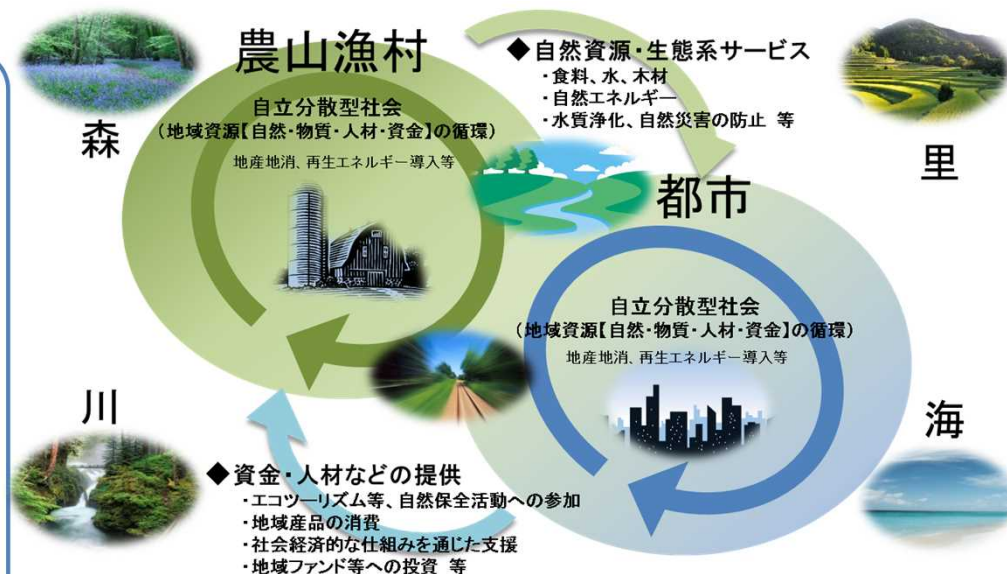 農山漁村
自立分散型社会
(地域資源【自然・物質・人材・資金】の循環)
地産地消、再生エネルギー導入等
◆自然資源・生態系サービス
・食料、水、木材
・自然エネルギー
・水質浄化、自然災害の防止 等
森
里
都市
自立分散型社会
(地域資源【自然・物質・人材・資金】の循環)
地産地消、再生エネルギー導入等
川
海
◆資金・人材などの提供
・エコツーリズム等、自然保全活動への参加
・地域産品の消費
・社会経済的な仕組みを通じた支援
・地域ファンド等への投資 等